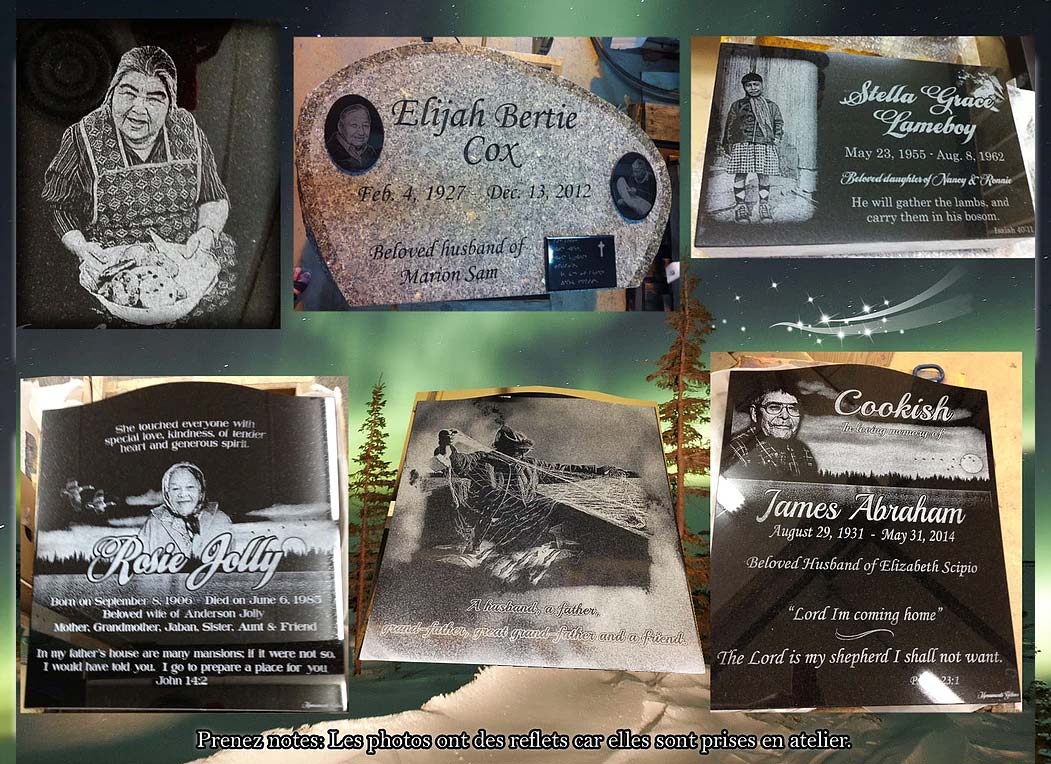 Elijah Bertie
Cox
Feb. 4, 1927 Dec. 13, 2012
Beloved husband of
Marion Sam
Stella Grace
Lameboy
May 23, 1955 · Aug. 8, 1962
Beloved daughter of Nancy & Ronnie
He will gather the lambs, and
carry them in his bosom.
Isaiah 40:11
She touched everyone with
special love, kindness, of tender
heart and generous spirit.
Rosie Jolly
Born on September 8, 1906 - Died on June 6, 1985
Beloved wife of Anderson Jolly
Mother, Grandmother, Jaban, Sister, Aunt & Friend
In my father's house are many mansions; if it were not so,
I would have told you. I go to prepare a place for you
John 14:2
A husband, a father,
grand-father, great grand-father and a friend.
Cookish
In loving memory of
James Abraham
August 29, 1931 - May 31, 2014
Beloved Husband of Elizabeth Scipio
“Lord Im coming home”
The Lord is my shepherd I shall not want.
23:1
Prenez notes: Les photos ont des reflets car elles sont prises en atelier.